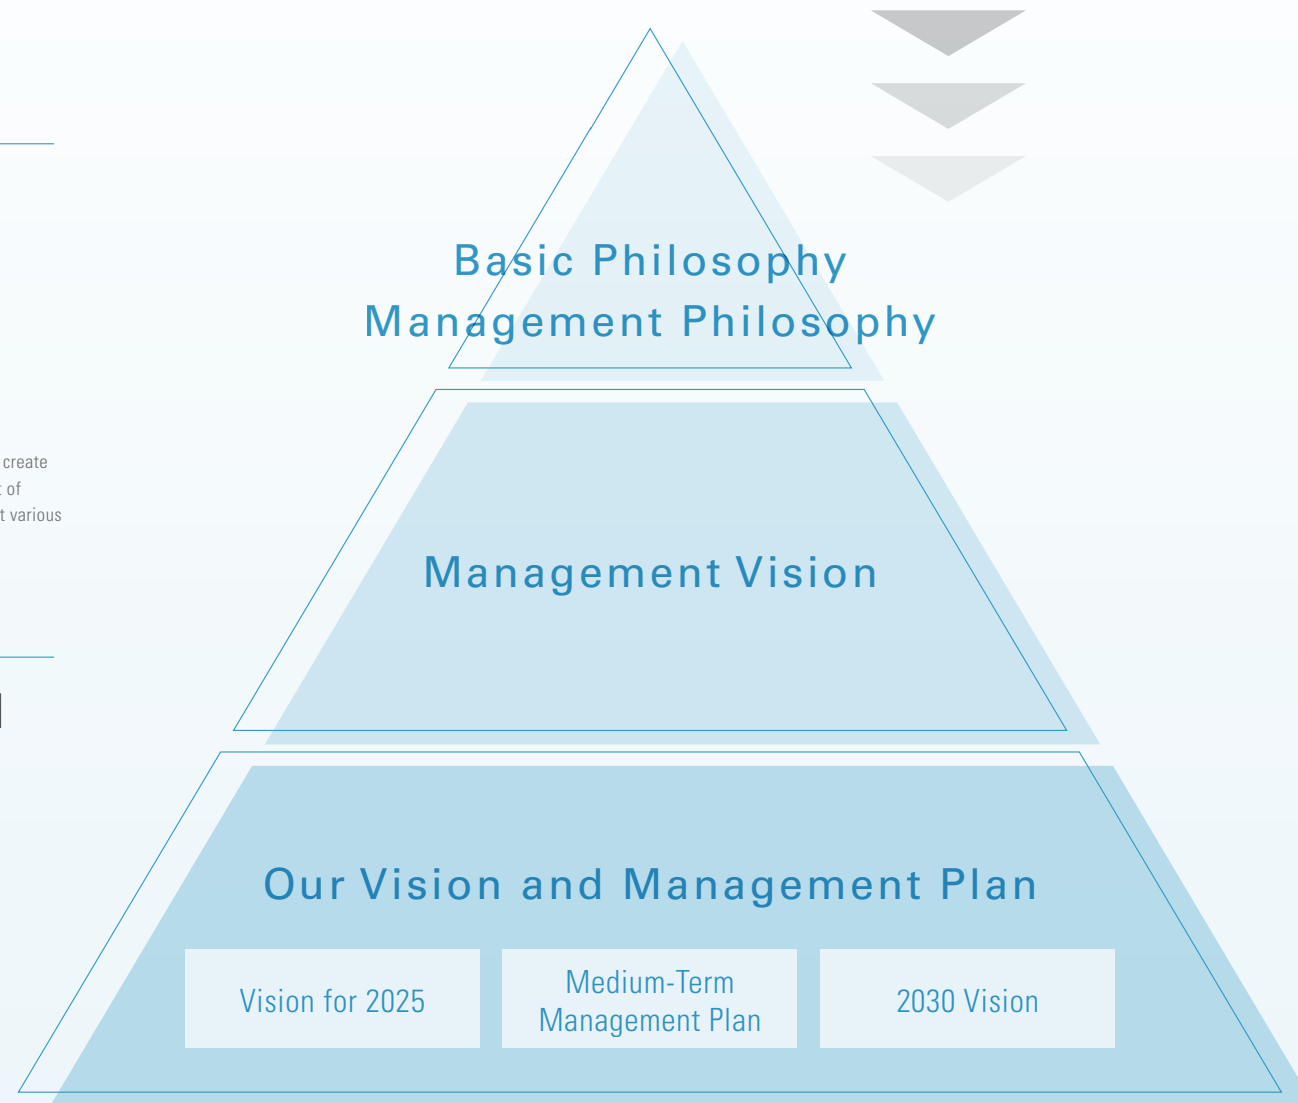 Basic Philosophy
Management Philosophy
create
of
various
Management Vision
Our Vision and Management Plan
Vision for 2025
Medium-Term
Management Plan
2030 Vision